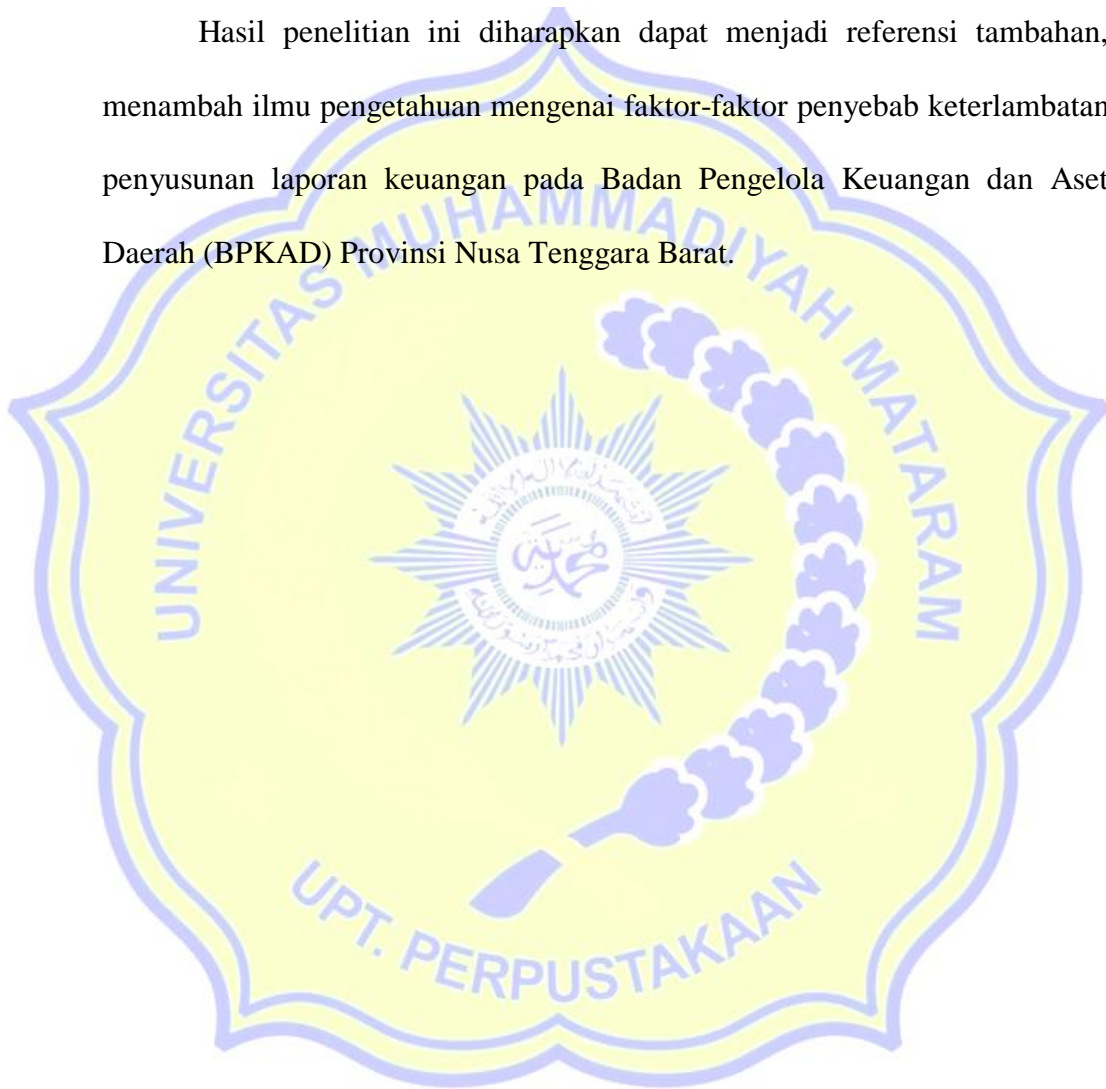 Hasil penelitian ini diharapkan dapat menjadi referensi tambahan,
menambah ilmu pengetahuan mengenai faktor-faktor penyebab keterlambatan
penyusunan laporan keuangan pada Badan Pengelola Keuangan dan Aset
Daerah (BPKAD) Provinsi Nusa Tenggara Barat.
UNIVERSITAS MUHAMMADIYAH MATARAM
محمدية
UPT. PERPUSTAKAAN